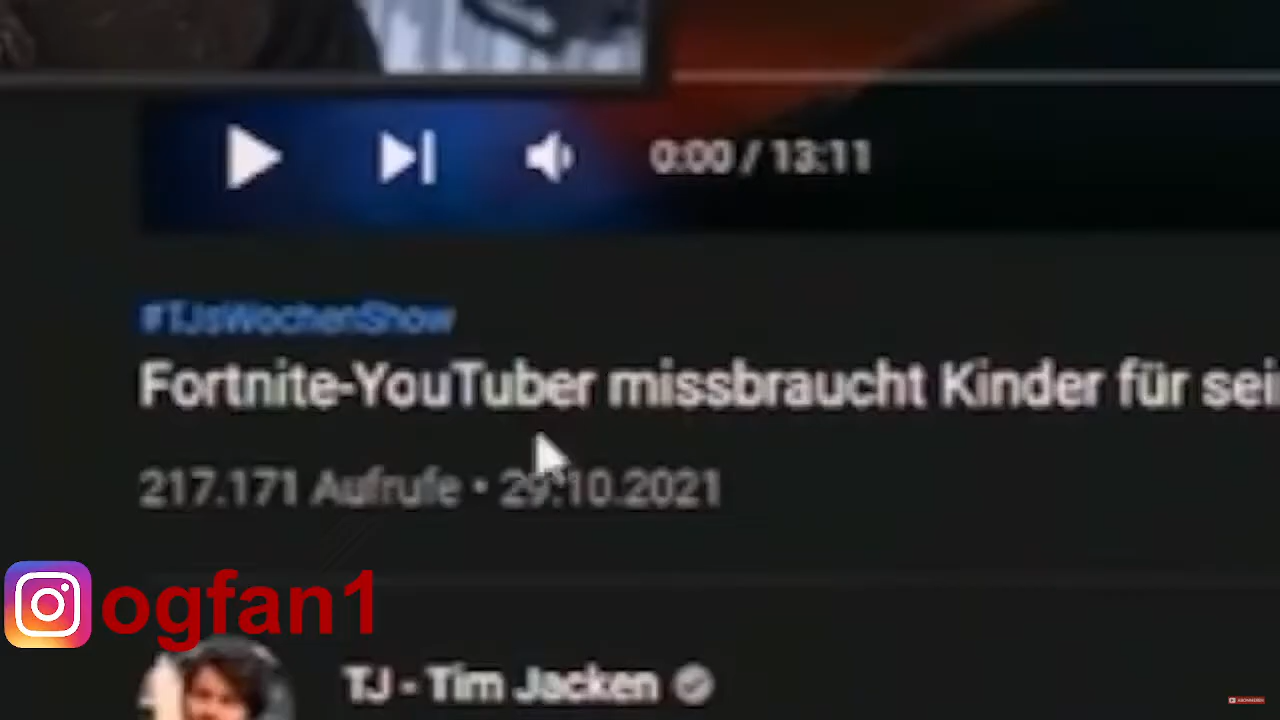 0:00 / 13:11
#TJsWochenShow
Fortnite-YouTuber missbraucht Kinder für sei
217.171 Aufrufe • 29.10.2021
ogfan1
TJ - Tim Jacken